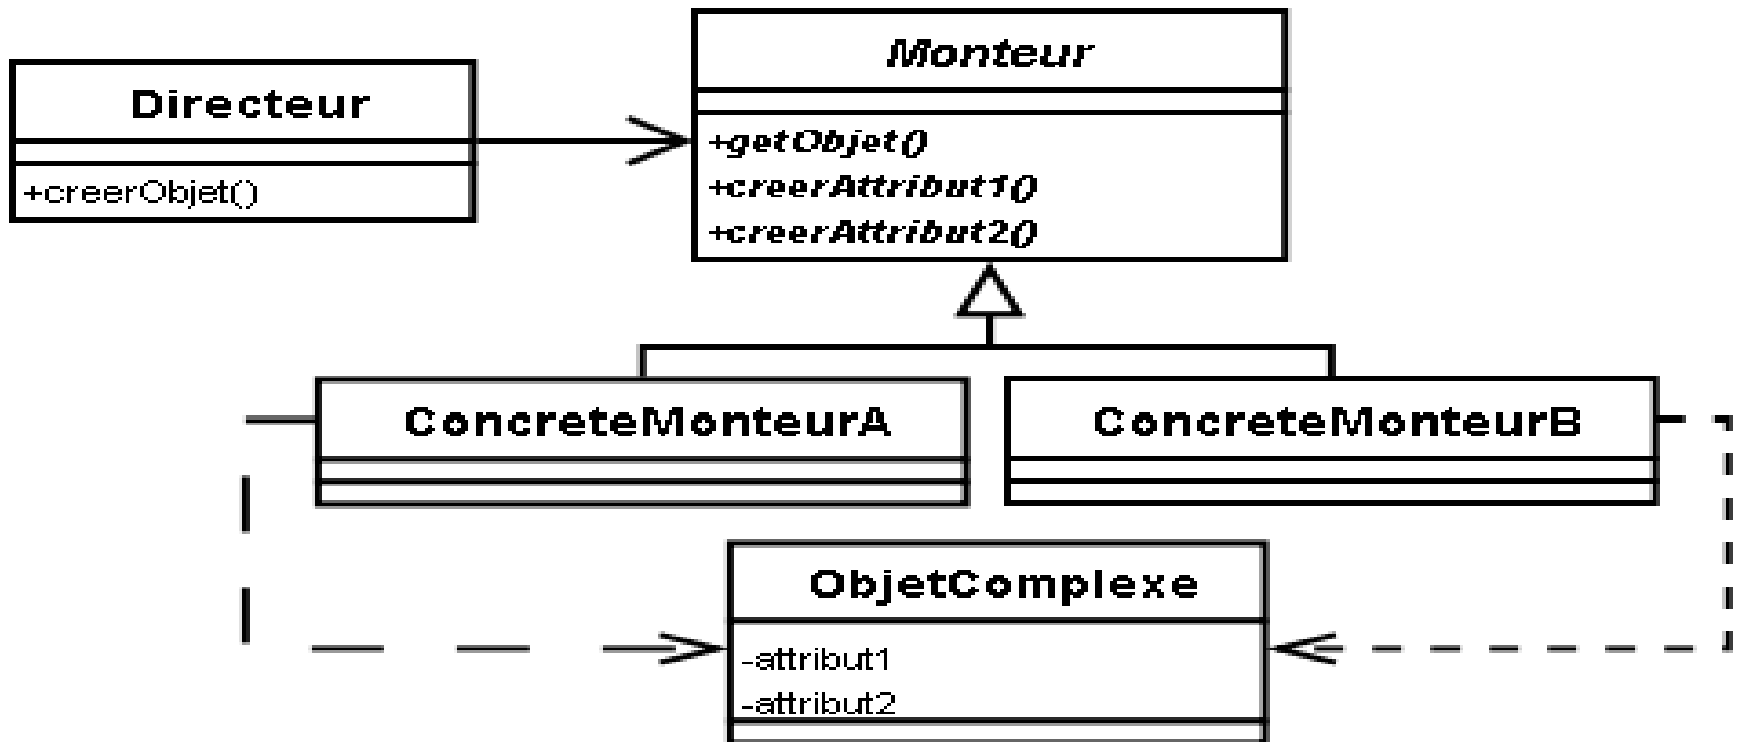 Directeur
+creerObjet()
Monteur
+getObjet()
+creerAttribut1()
+creerAttribut2()
ConcreteMonteurA
ConcreteMonteurB
ObjetComplexe
-attribut1
-attribut2